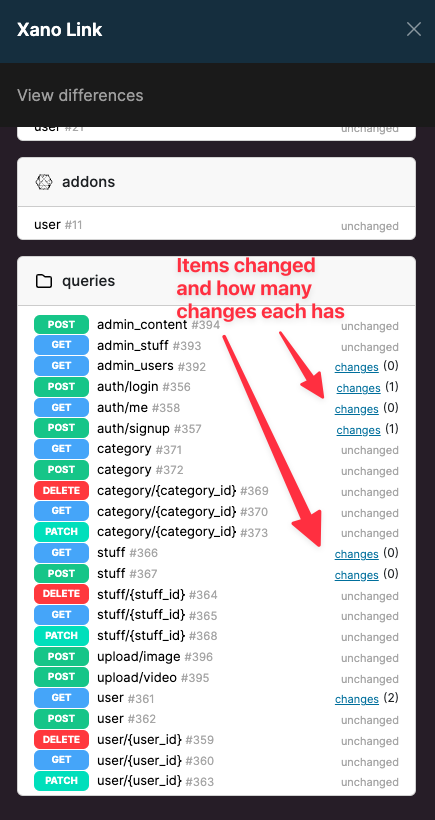 Xano Link
View differences
user #21 unchanged
addons
user #11 unchanged
queries
Items changed
and how many
changes each has
POST admin_content #394 unchanged
GET admin_stuff #393 unchanged
GET admin_users #392 changes (0)
POST auth/login #356 changes (1)
GET auth/me #358 changes (0)
POST auth/signup #357 changes (1)
GET category #371 unchanged
POST category #372 unchanged
DELETE category/{category_id} #369 unchanged
GET category/{category_id} #370 unchanged
PATCH category/{category_id} #373 unchanged
GET stuff #366 changes (0)
POST stuff #367 changes (0)
DELETE stuff/{stuff_id} #364 unchanged
GET stuff/{stuff_id} #365 unchanged
PATCH stuff/{stuff_id} #368 unchanged
POST upload/image #396 unchanged
POST upload/video #395 unchanged
GET user #361 changes (2)
POST user #362 unchanged
DELETE user/{user_id} #359 unchanged
GET user/{user_id} #360 unchanged
PATCH user/{user_id} #363 unchanged